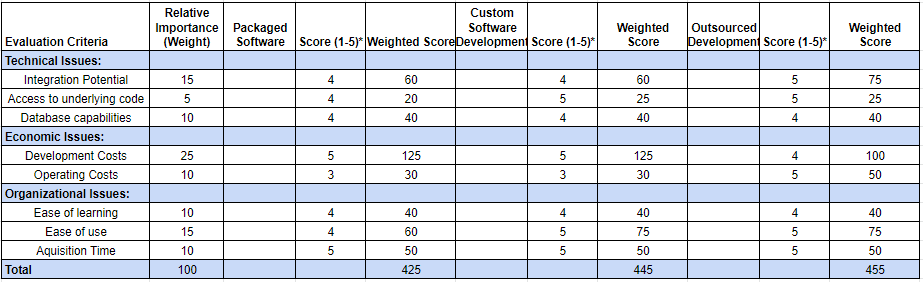 Evaluation Criteria Relative Importance (Weight) Packaged Software Score (1-5)* Weighted Score Custom Software Development Score (1-5)* Weighted Score Outsourced Development Score (1-5)* Weighted Score
Technical Issues:
Integration Potential 15 4 60 4 60 5 75
Access to underlying code 5 4 20 5 25 5 25
Database capabilities 10 4 40 4 40 4 40
Economic Issues:
Development Costs 25 5 125 5 125 4 100
Operating Costs 10 3 30 3 30 5 50
Organizational Issues:
Ease of learning 10 4 40 4 40 4 40
Ease of use 15 4 60 5 75 5 75
Aquisition Time 10 5 50 5 50 5 50
Total 100 425 445 455